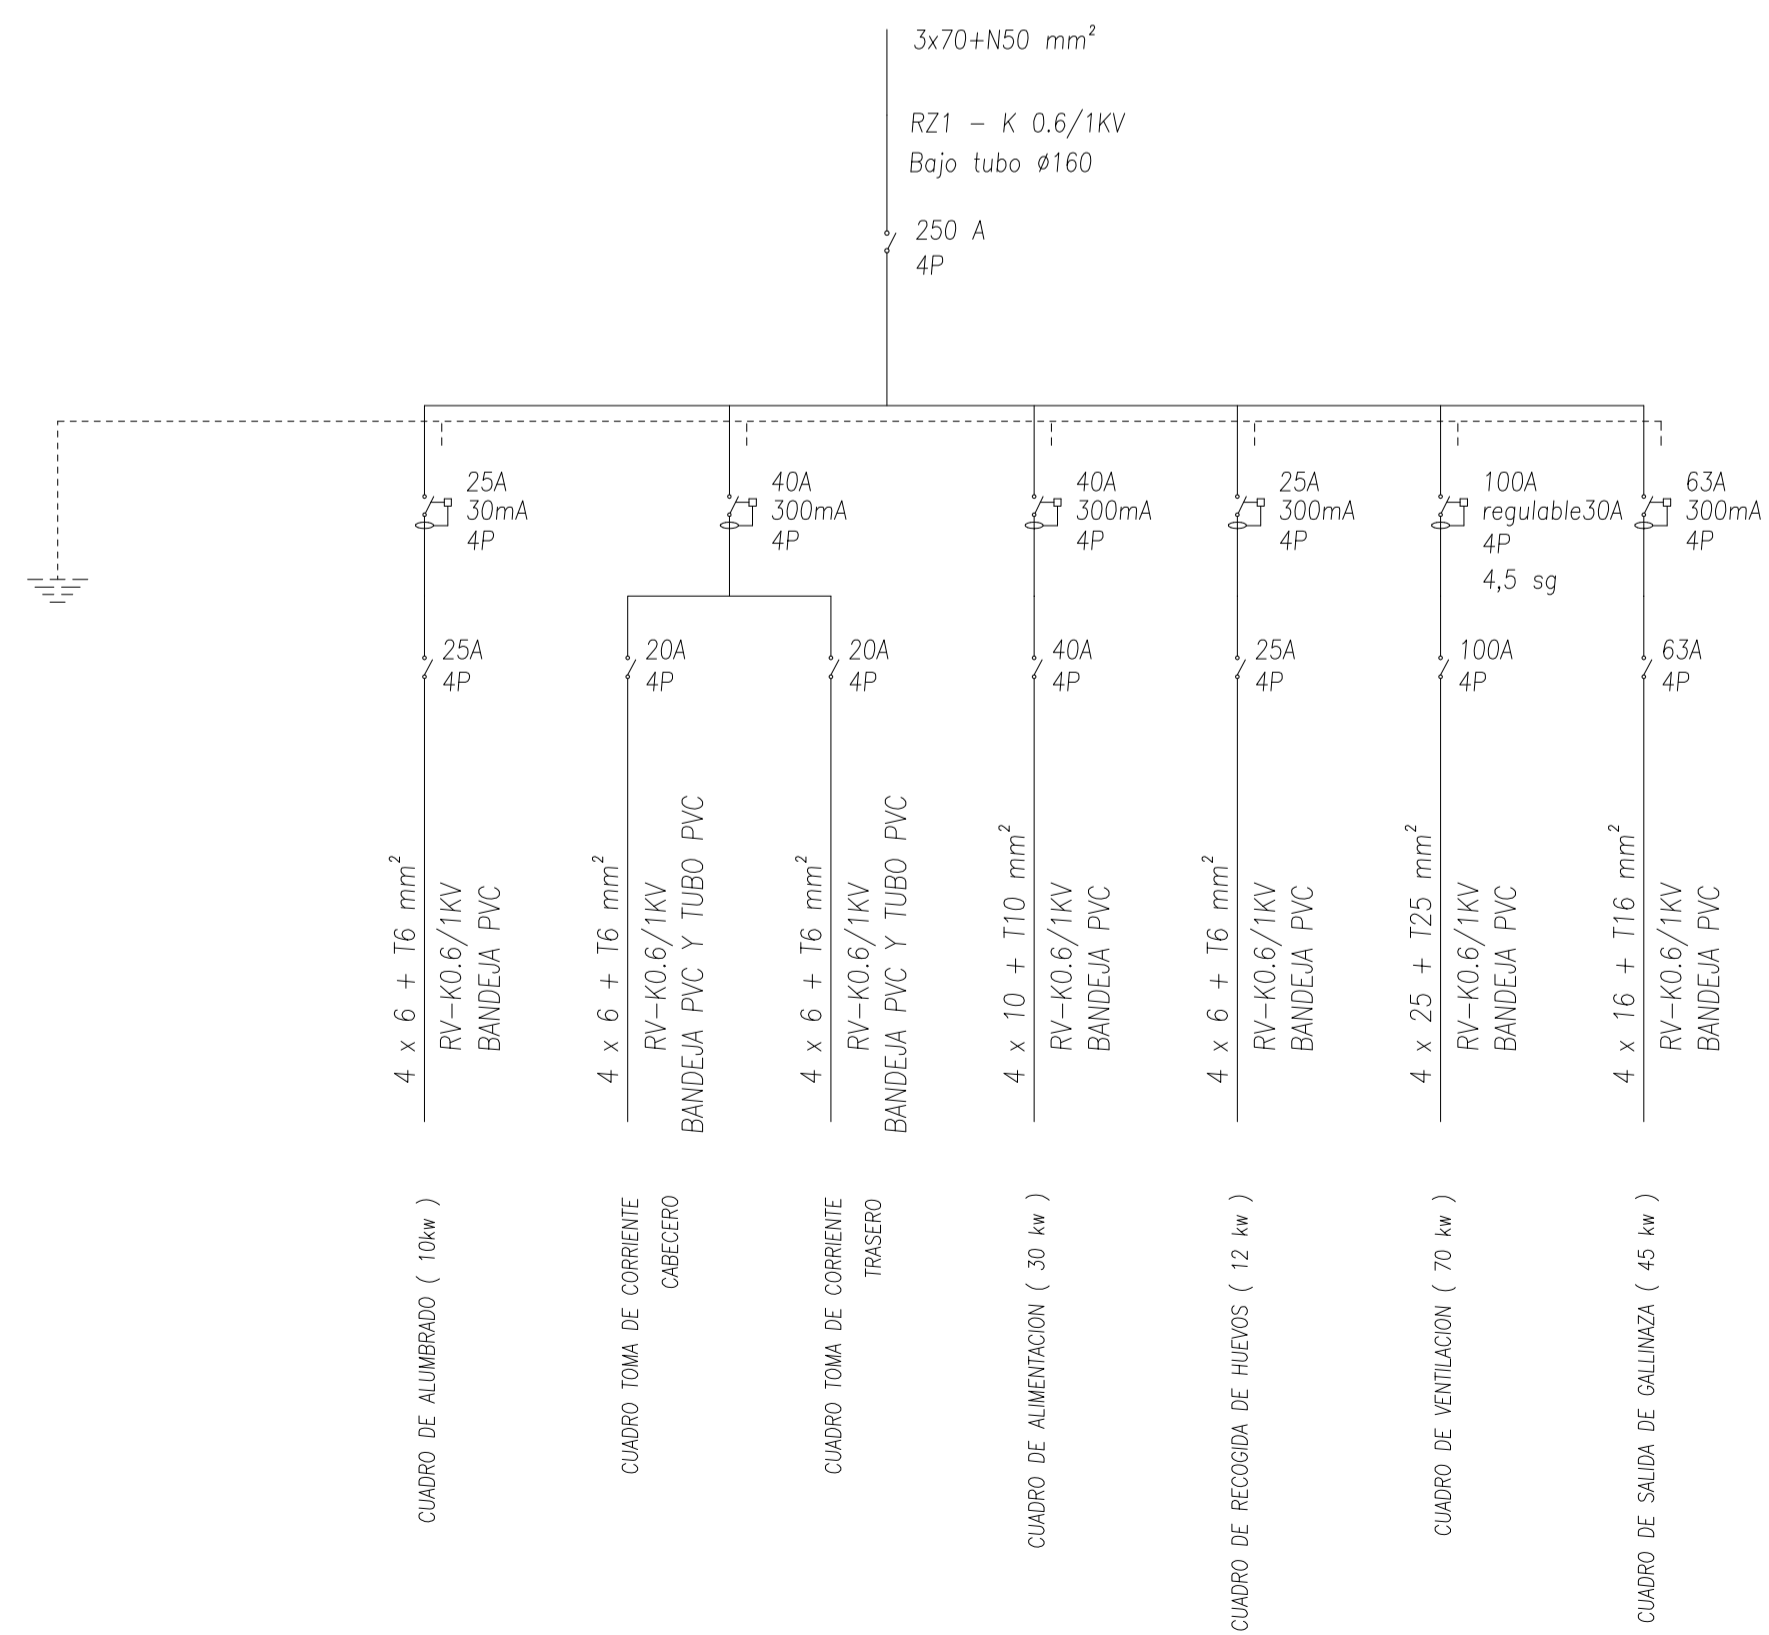 3x70+N50 mm²
RZ1 - K 0.6/1KV
Bajo tubo ø160
250 A
4P
25A
30mA
4P
40A
300mA
4P
40A
300mA
4P
25A
300mA
4P
100A
regulable30A
4P
4,5 sg
63A
300mA
4P
25A
4P
20A
4P
20A
4P
40A
4P
25A
4P
100A
4P
63A
4P
4 x 6 + T6 mm²
RV-K0.6/1KV
BANDEJA PVC
4 x 6 + T6 mm²
RV-K0.6/1KV
BANDEJA PVC Y TUBO PVC
4 x 6 + T6 mm²
RV-K0.6/1KV
BANDEJA PVC Y TUBO PVC
4 x 10 + T10 mm²
RV-K0.6/1KV
BANDEJA PVC
4 x 6 + T6 mm²
RV-K0.6/1KV
BANDEJA PVC
4 x 25 + T25 mm²
RV-K0.6/1KV
BANDEJA PVC
4 x 16 + T16 mm²
RV-K0.6/1KV
BANDEJA PVC
CUADRO DE ALUMBRADO ( 10kw )
CUADRO TOMA DE CORRIENTE
CABECERO
CUADRO TOMA DE CORRIENTE
TRASERO
CUADRO DE ALIMENTACION ( 30 kw )
CUADRO DE RECOGIDA DE HUEVOS ( 12 kw )
CUADRO DE VENTILACION ( 70 kw )
CUADRO DE SALIDA DE GALLINAZA ( 45 kw )